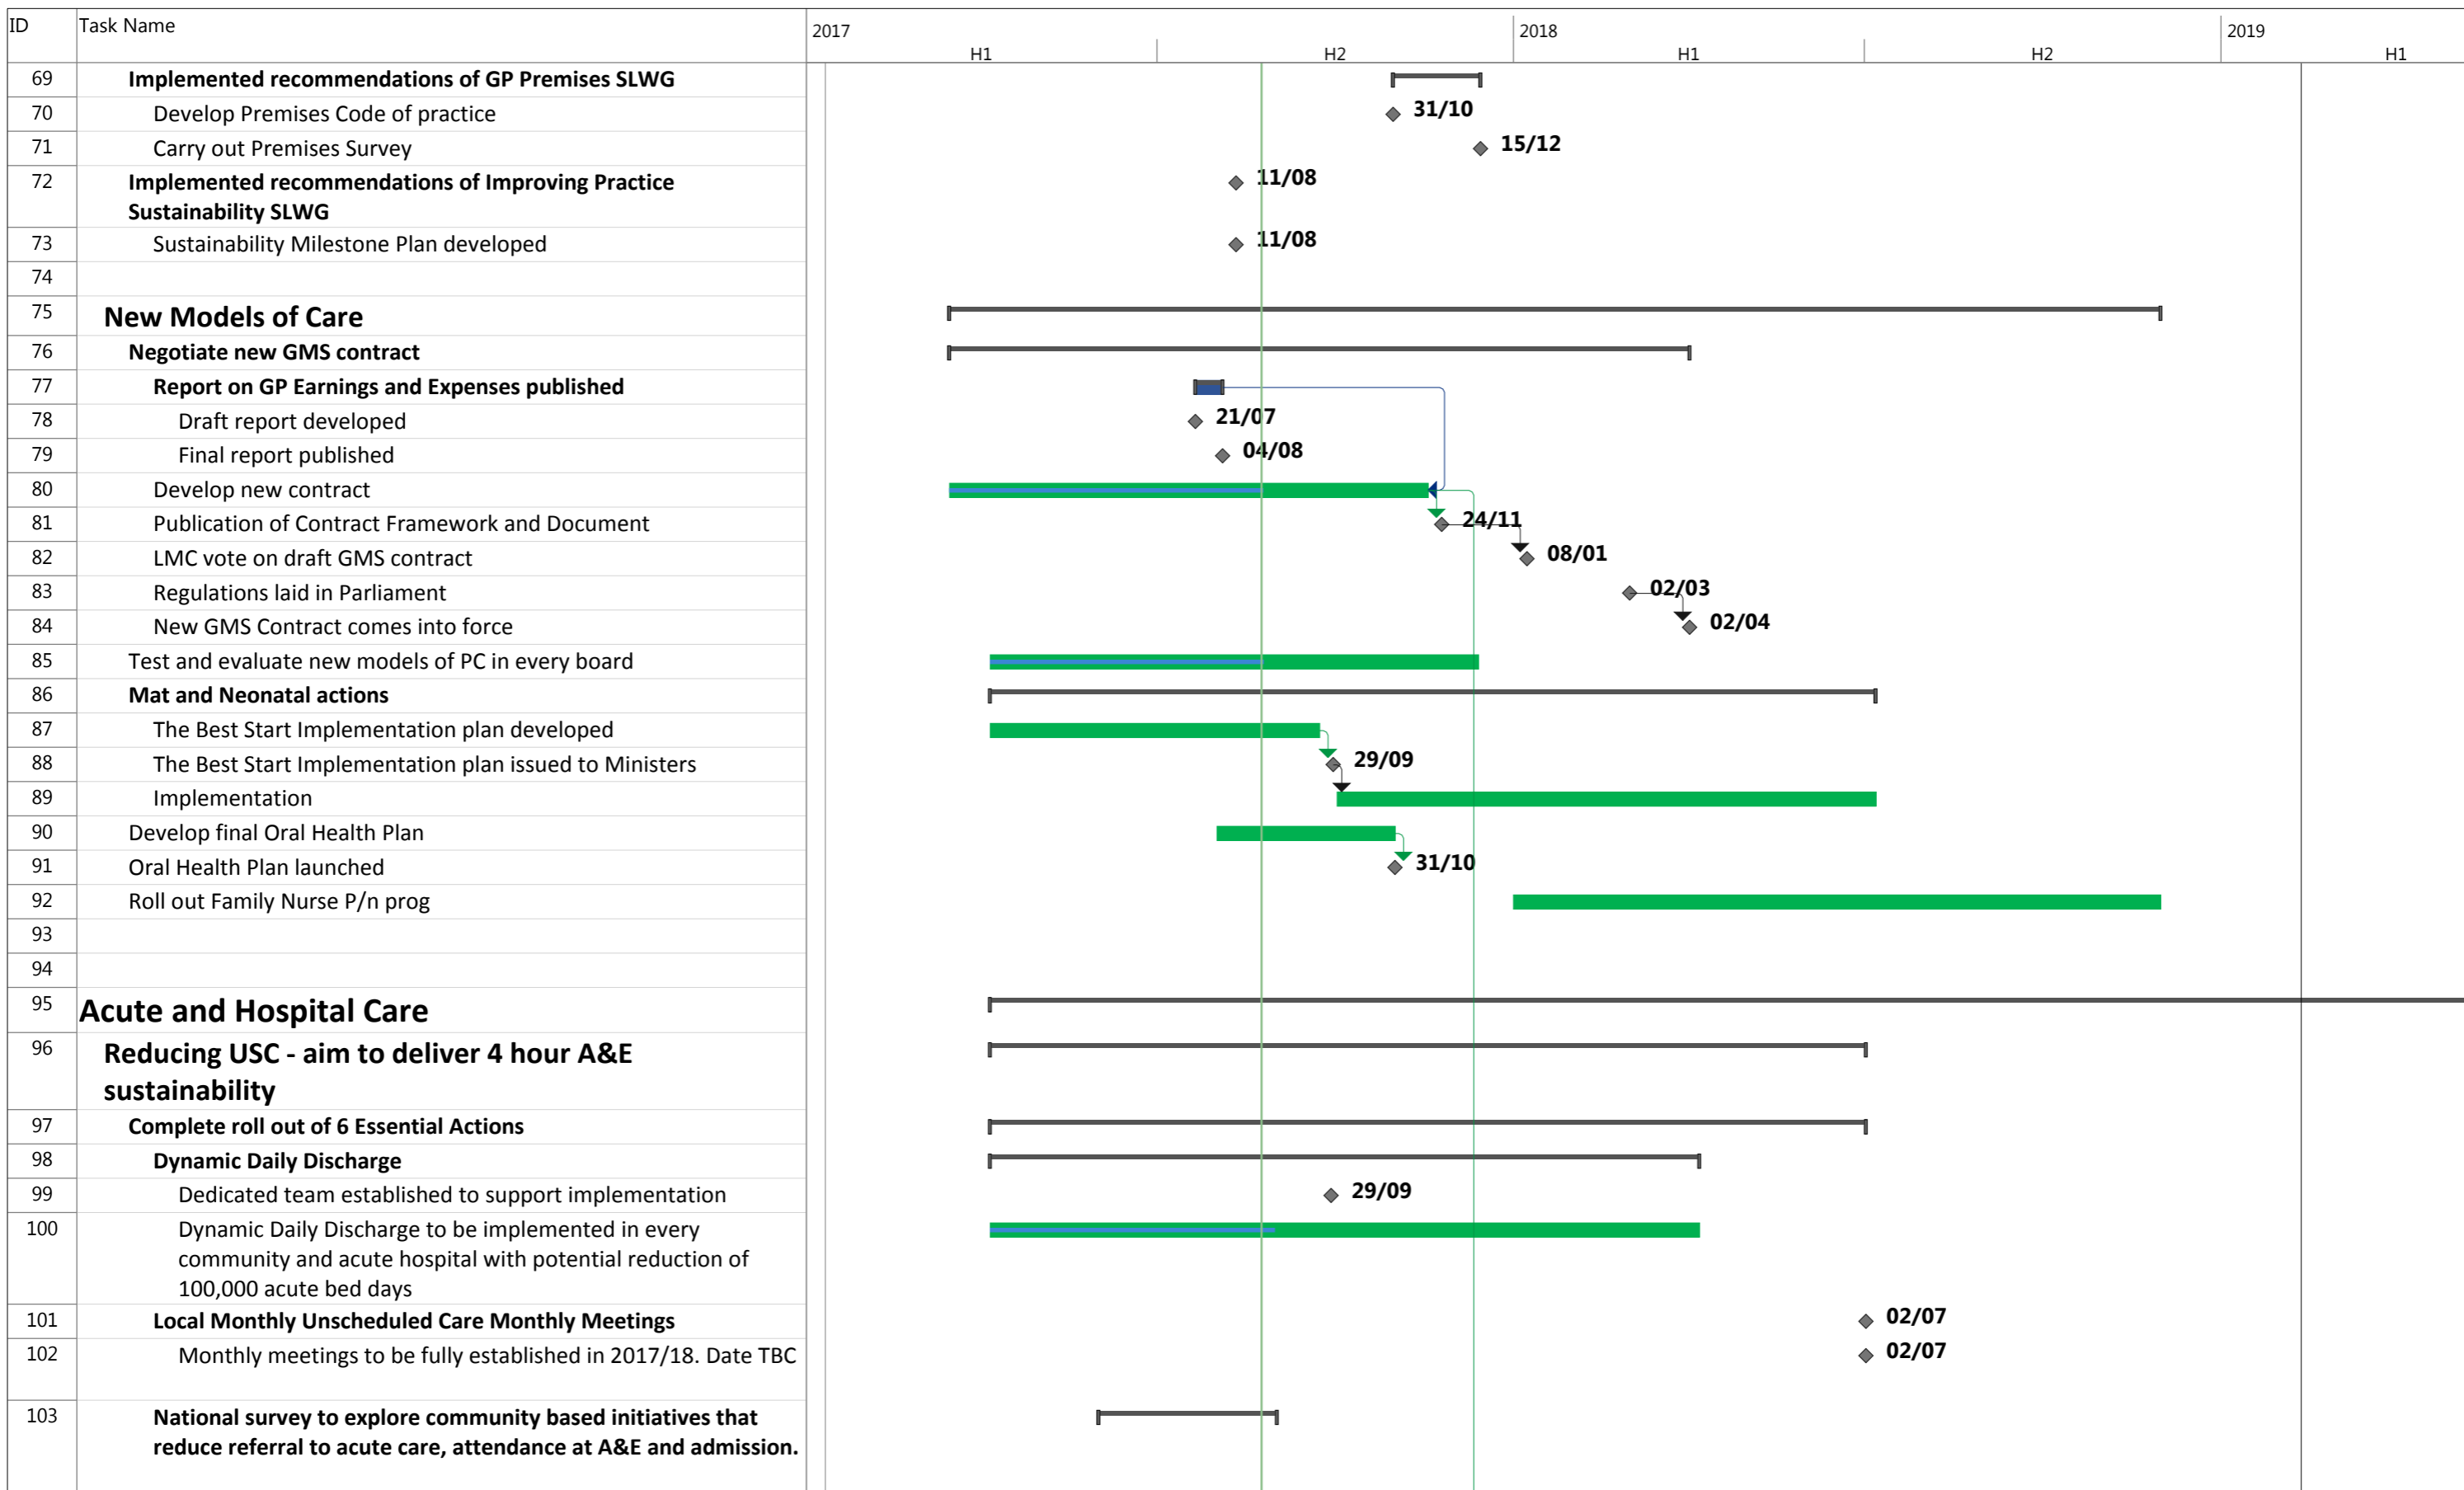 ID Task Name 2017 2018 2019
H1 H2 H1 H2 H1
69 Implemented recommendations of GP Premises SLWG
70 Develop Premises Code of practice 31/10
71 Carry out Premises Survey 15/12
72 Implemented recommendations of Improving Practice 11/08
Sustainability SLWG
73 Sustainability Milestone Plan developed 11/08
74
75 New Models of Care
76 Negotiate new GMS contract
77 Report on GP Earnings and Expenses published
78 Draft report developed 21/07
79 Final report published 04/08
80 Develop new contract
81 Publication of Contract Framework and Document 24/11
82 LMC vote on draft GMS contract 08/01
83 Regulations laid in Parliament 02/03
84 New GMS Contract comes into force 02/04
85 Test and evaluate new models of PC in every board
86 Mat and Neonatal actions
87 The Best Start Implementation plan developed
88 The Best Start Implementation plan issued to Ministers 29/09
89 Implementation
90 Develop final Oral Health Plan
91 Oral Health Plan launched 31/10
92 Roll out Family Nurse P/n prog
93
94
95 Acute and Hospital Care
96 Reducing USC - aim to deliver 4 hour A&E
sustainability
97 Complete roll out of 6 Essential Actions
98 Dynamic Daily Discharge
99 Dedicated team established to support implementation 29/09
100 Dynamic Daily Discharge to be implemented in every
community and acute hospital with potential reduction of
100,000 acute bed days
101 Local Monthly Unscheduled Care Monthly Meetings 02/07
102 Monthly meetings to be fully established in 2017/18. Date TBC 02/07
103 National survey to explore community based initiatives that
reduce referral to acute care, attendance at A&E and admission.